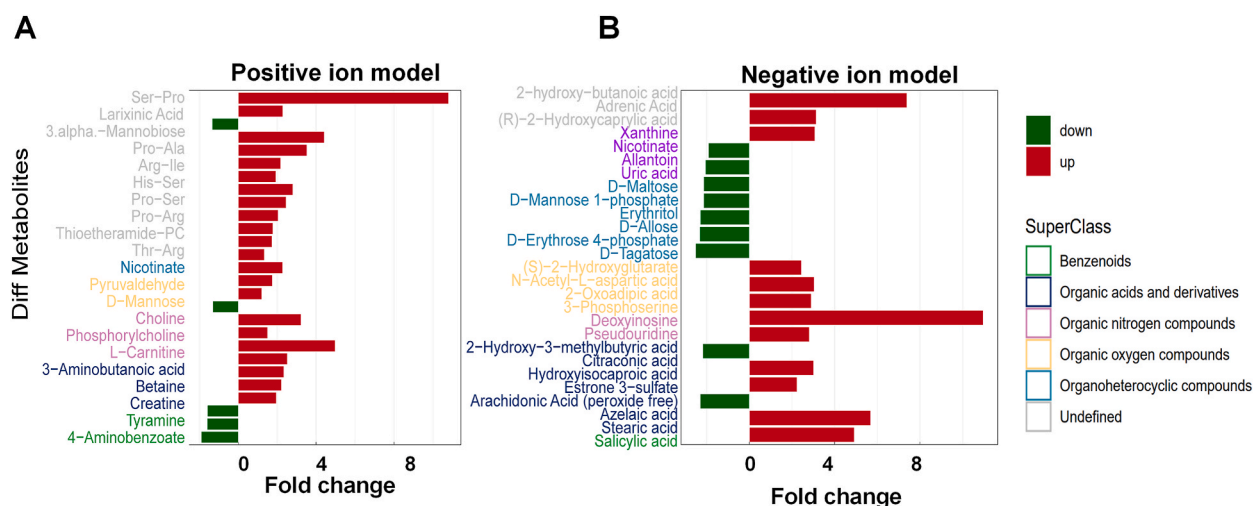 A
B
Positive ion model
Negative ion model
Diff Metabolites
Ser−Pro
Larixinic Acid
3.alpha.−Mannobiose
Pro−Ala
Arg−Ile
His−Ser
Pro−Ser
Pro−Arg
Thioetheramide−PC
Thr−Arg
Nicotinate
Pyruvaldehyde
D−Mannose
Choline
Phosphorylcholine
L−Carnitine
3−Aminobutanoic acid
Betaine
Creatine
Tyramine
4−Aminobenzoate
0 4 8
Fold change
2−hydroxy−butanoic acid
Adrenic Acid
(R)−2−Hydroxycaprylic acid
Xanthine
Nicotinate
Allantoin
Uric acid
D−Maltose
D−Mannose 1−phosphate
Erythritol
D−Allose
D−Erythrose 4−phosphate
D−Tagatose
(S)−2−Hydroxyglutarate
N−Acetyl−L−aspartic acid
2−Oxoadipic acid
3−Phosphoserine
Deoxyinosine
Pseudouridine
2−Hydroxy−3−methylbutyric acid
Citraconic acid
Hydroxyisocaproic acid
Estrone 3−sulfate
Arachidonic Acid (peroxide free)
Azelaic acid
Stearic acid
Salicylic acid
0 4 8
Fold change
down
up
SuperClass
Benzenoids
Organic acids and derivatives
Organic nitrogen compounds
Organic oxygen compounds
Organoheterocyclic compounds
Undefined